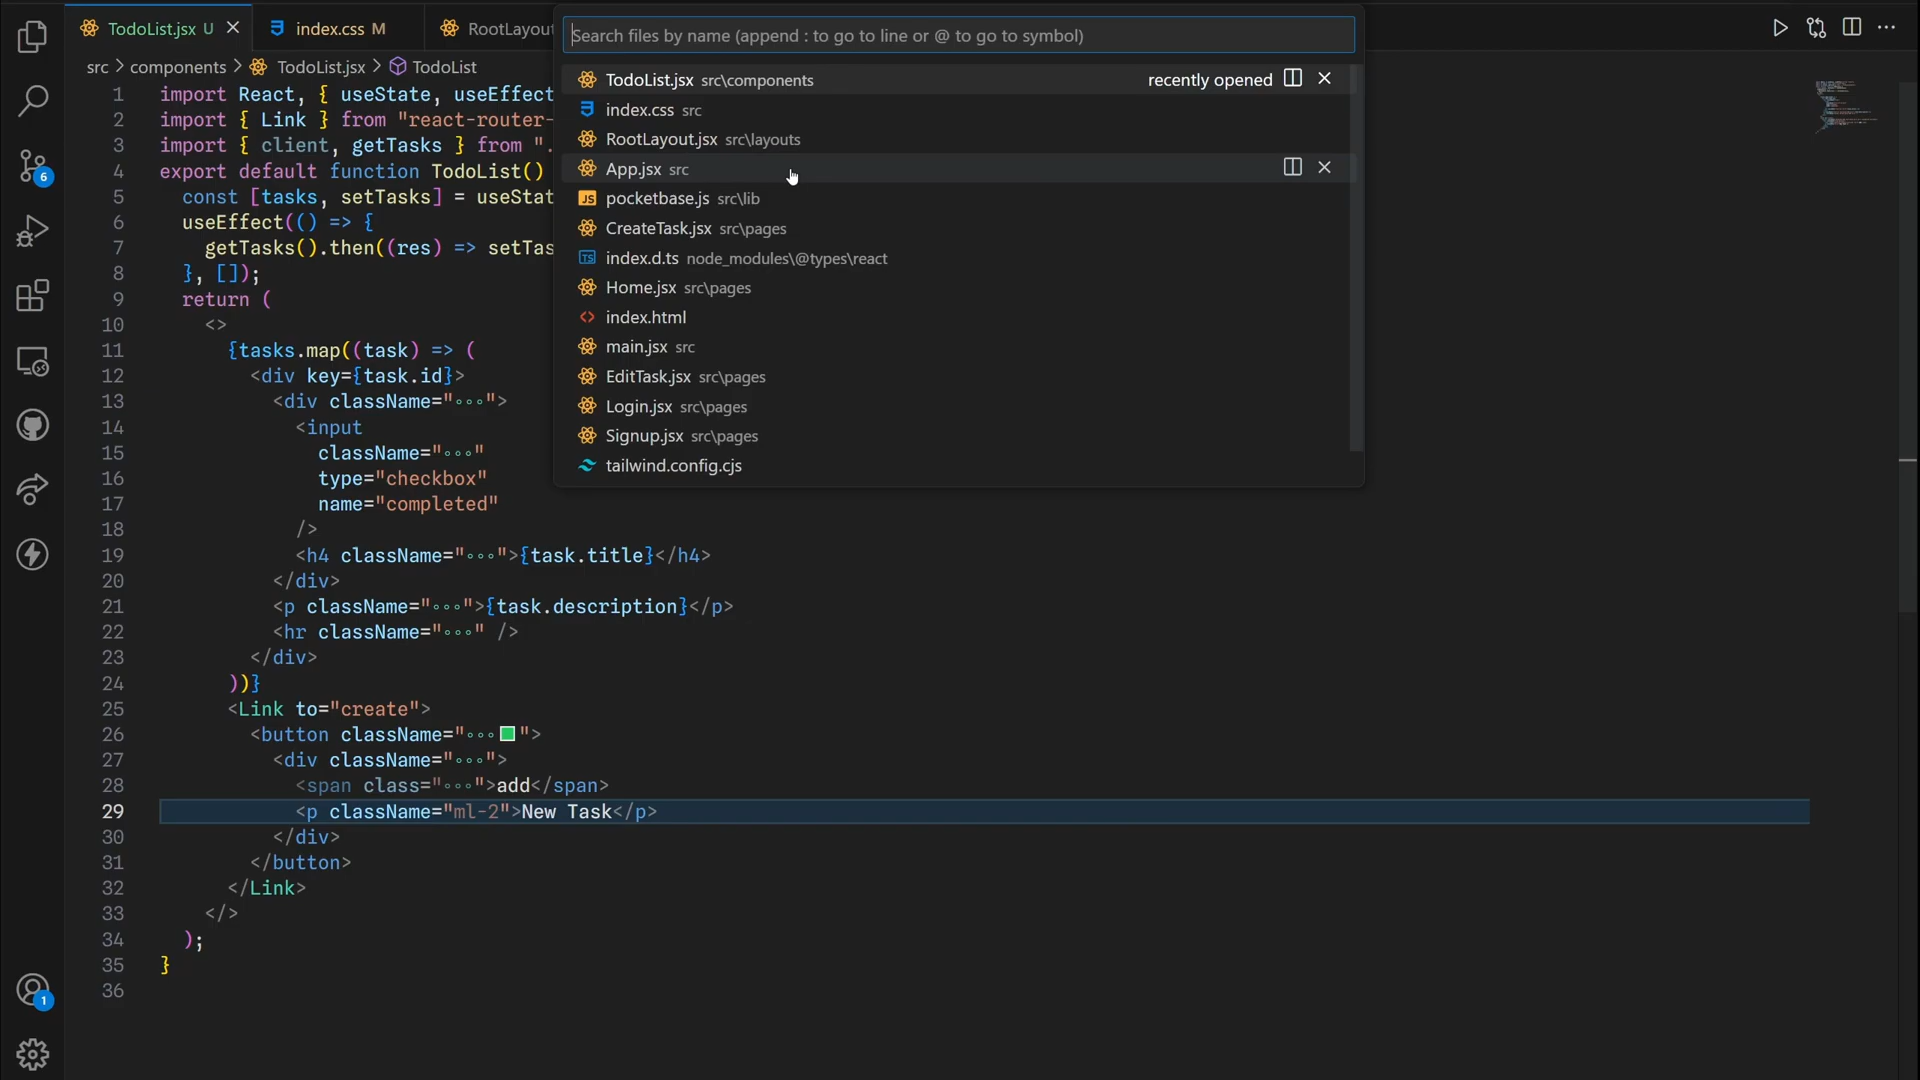 TodoList.jsx U
index.css M
RootLayou
src > components > TodoList.jsx > TodoList
Search files by name (append : to go to line or @ to go to symbol)
TodoList.jsx src\components recently opened
index.css src
RootLayout.jsx src\layouts
App.jsx src
pocketbase.js src\lib
CreateTask.jsx src\pages
index.d.ts node_modules\@types\react
Home.jsx src\pages
index.html
main.jsx src
EditTask.jsx src\pages
Login.jsx src\pages
Signup.jsx src\pages
tailwind.config.cjs
1 import React, { useState, useEffect
2 import { Link } from "react-router-
3 import { client, getTasks } from ".
4 export default function TodoList()
5 const [tasks, setTasks] = useStat
6 useEffect(() => {
7 getTasks().then((res) => setTas
8 }, []);
9 return (
10 <>
11 {tasks.map((task) => (
12 <div key={task.id}>
13 <div className="∘∘∘">
14 <input
15 className="∘∘∘"
16 type="checkbox"
17 name="completed"
18 />
19 <h4 className="∘∘∘">{task.title}</h4>
20 </div>
21 <p className="∘∘∘">{task.description}</p>
22 <hr className="∘∘∘" />
23 </div>
24 ))}
25 <Link to="create">
26 <button className="∘∘∘">
27 <div className="∘∘∘">
28 <span class="∘∘∘">add</span>
29 <p className="ml-2">New Task</p>
30 </div>
31 </button>
32 </Link>
33 </>
34 );
35 }
36
6
1